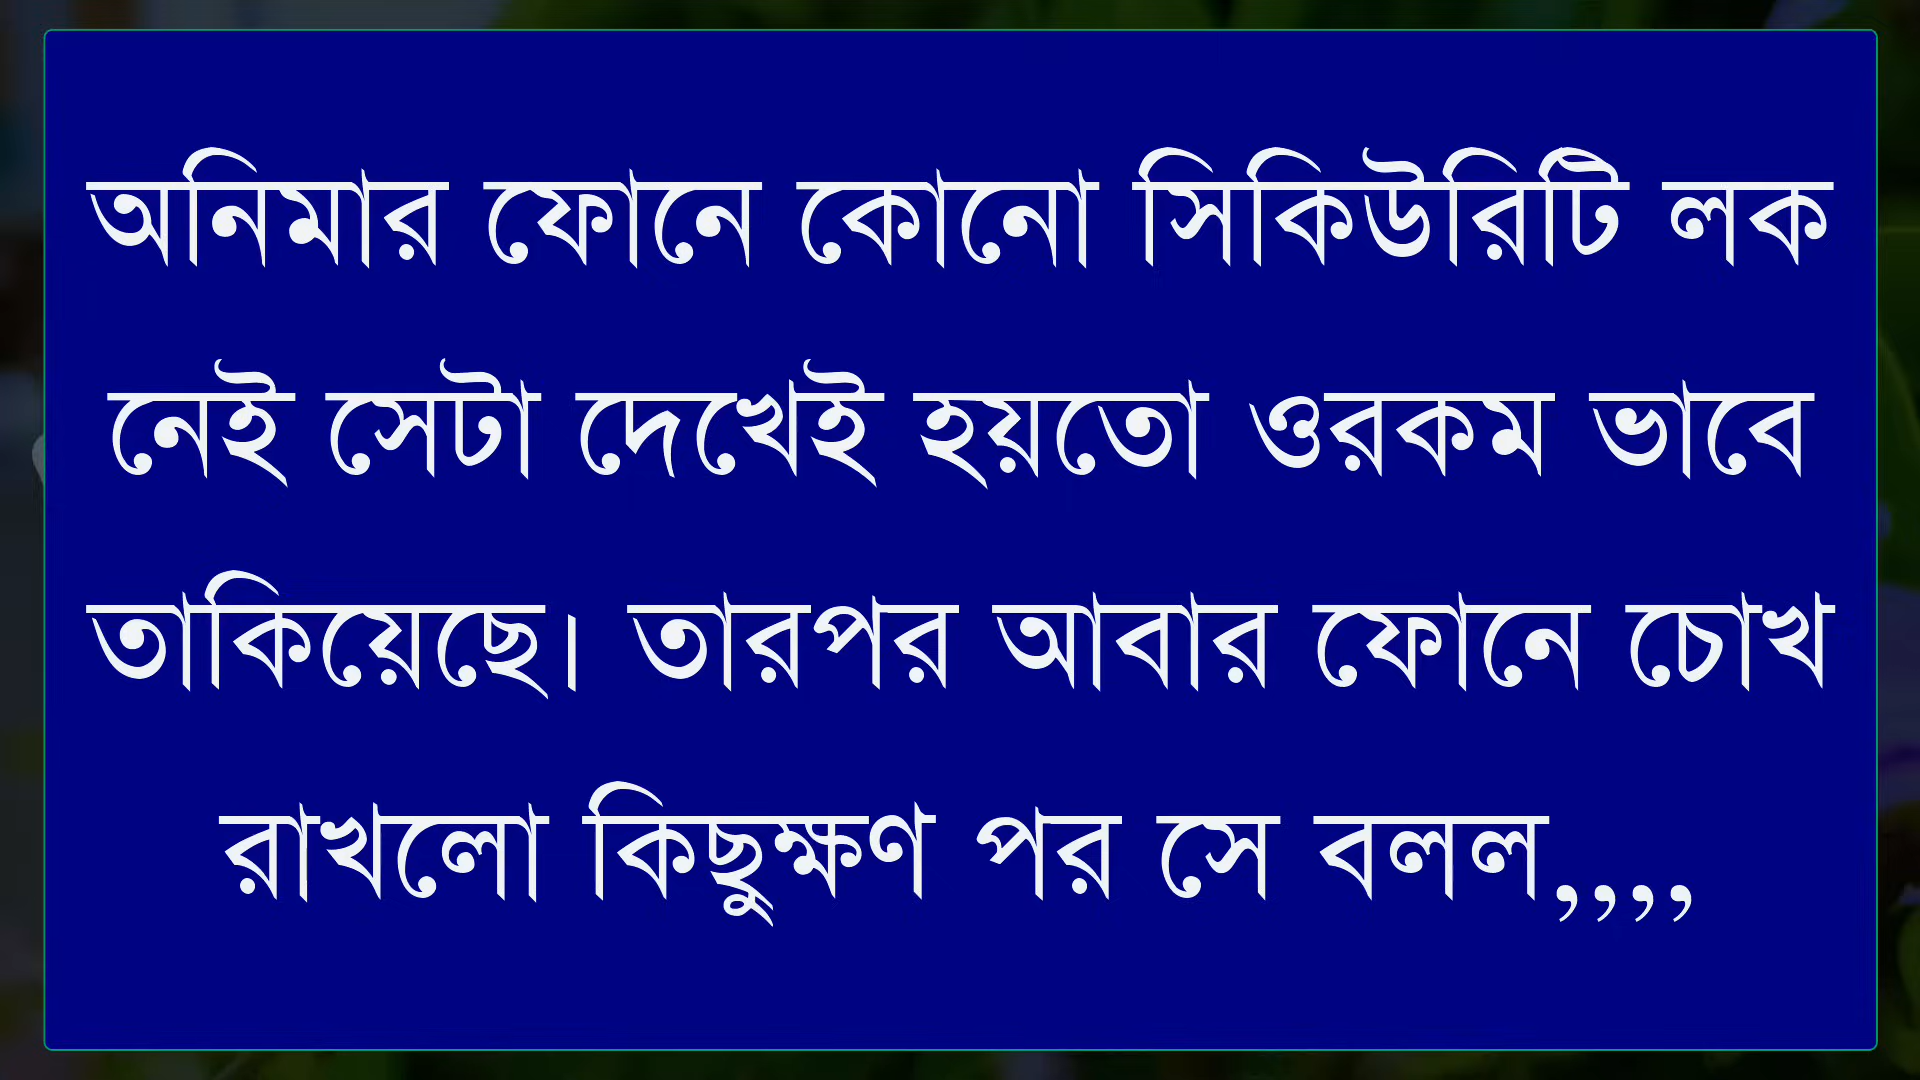 অনিমার ফোনে কোনো সিকিউরিটি লক
নেই সেটা দেখেই হয়তো ওরকম ভাবে
তাকিয়েছে। তারপর আবার ফোনে চোখ
রাখলো কিছুক্ষণ পর সে বলল,,,,